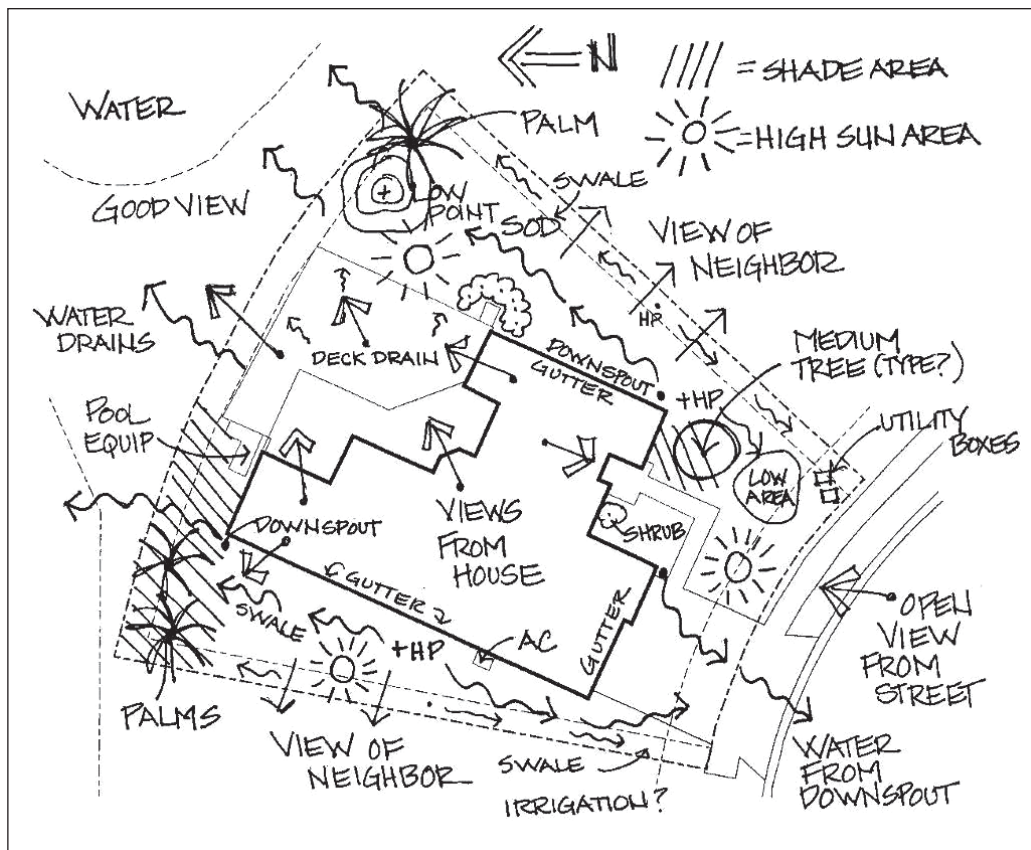 N
= SHADE AREA
= HIGH SUN AREA
WATER
PALM
GOOD VIEW
LOW
POINT
SOD
SWALE
VIEW OF
NEIGHBOR
HP
WATER
DRAINS
DECK DRAIN
DOWNSPOUT
GUTTER
+HP
MEDIUM
TREE (TYPE?)
POOL
EQUIP
UTILITY
BOXES
LOW
AREA
DOWNSPOUT
VIEWS
FROM
HOUSE
SHRUB
GUTTER
SWALE
+HP
AC
GUTTER
OPEN
VIEW
FROM
STREET
PALMS
VIEW OF
NEIGHBOR
SWALE
IRRIGATION?
WATER
FROM
DOWNSPOUT